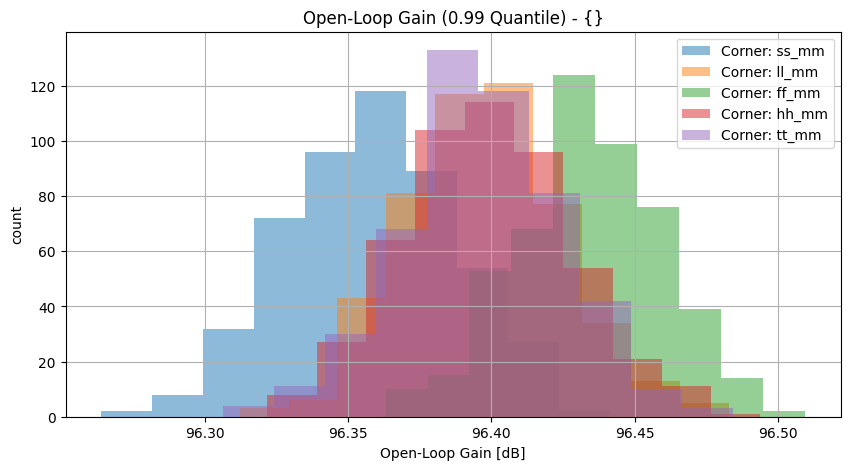 Open-Loop Gain (0.99 Quantile) - {}
Corner: ss_mm
Corner: ll_mm
Corner: ff_mm
Corner: hh_mm
Corner: tt_mm
120
100
80
60
40
20
0
count
96.30 96.35 96.40 96.45 96.50
Open-Loop Gain [dB]